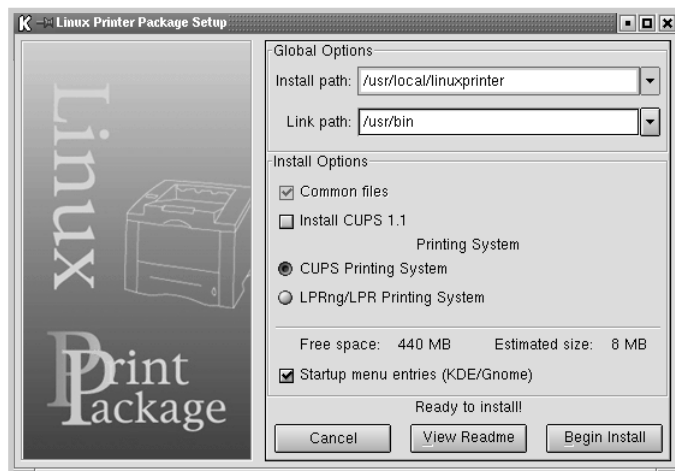 K Linux Printer Package Setup
Linux
Print
Package
Global Options
Install path: /usr/local/linuxprinter
Link path: /usr/bin
Install Options
Common files
Install CUPS 1.1
Printing System
CUPS Printing System
LPRng/LPR Printing System
Free space: 440 MB Estimated size: 8 MB
Startup menu entries (KDE/Gnome)
Ready to install!
Cancel View Readme Begin Install